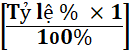 [Tỷ lệ % × 1]
100%